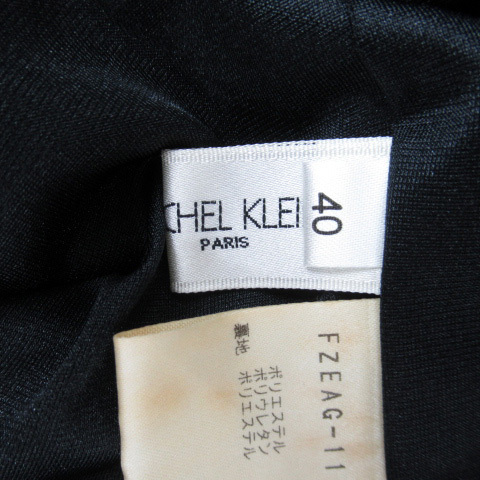 CHEL KLEI
PARIS
40
FZEAG-11
ポリエステル
ポリウレタン
裏地 ポリエステル